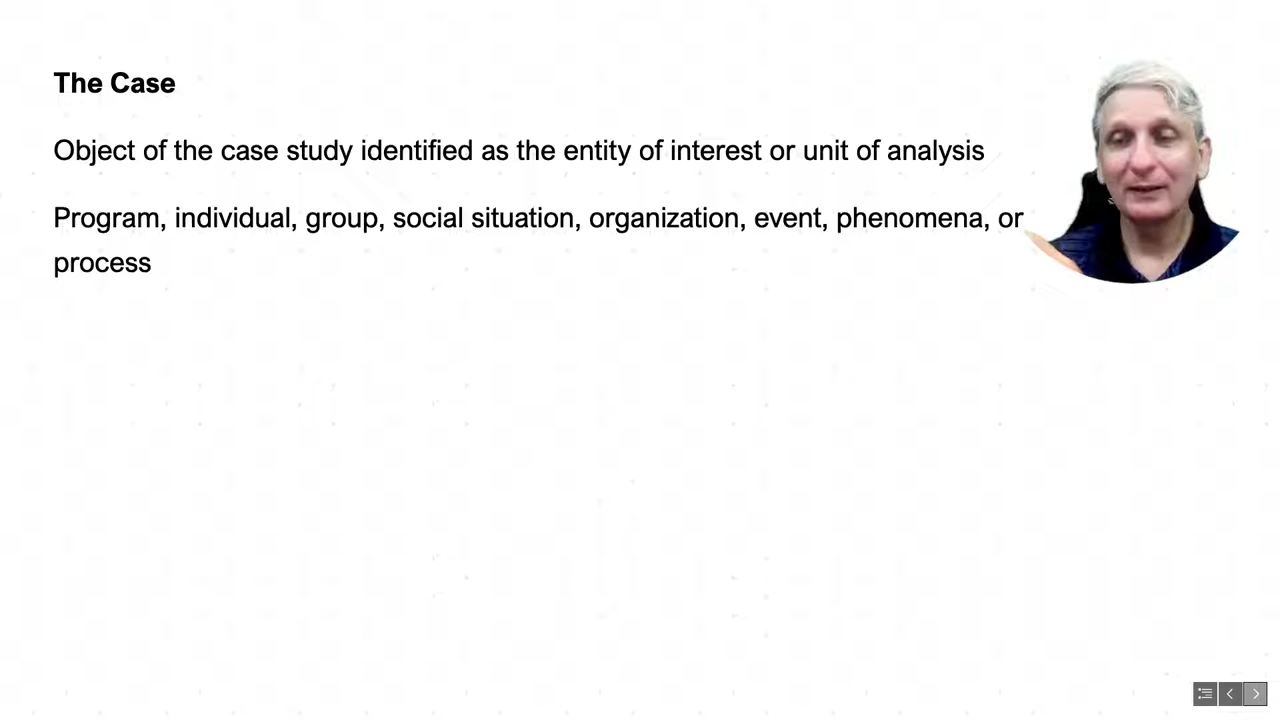 The Case
Object of the case study identified as the entity of interest or unit of analysis
Program, individual, group, social situation, organization, event, phenomena, or
process